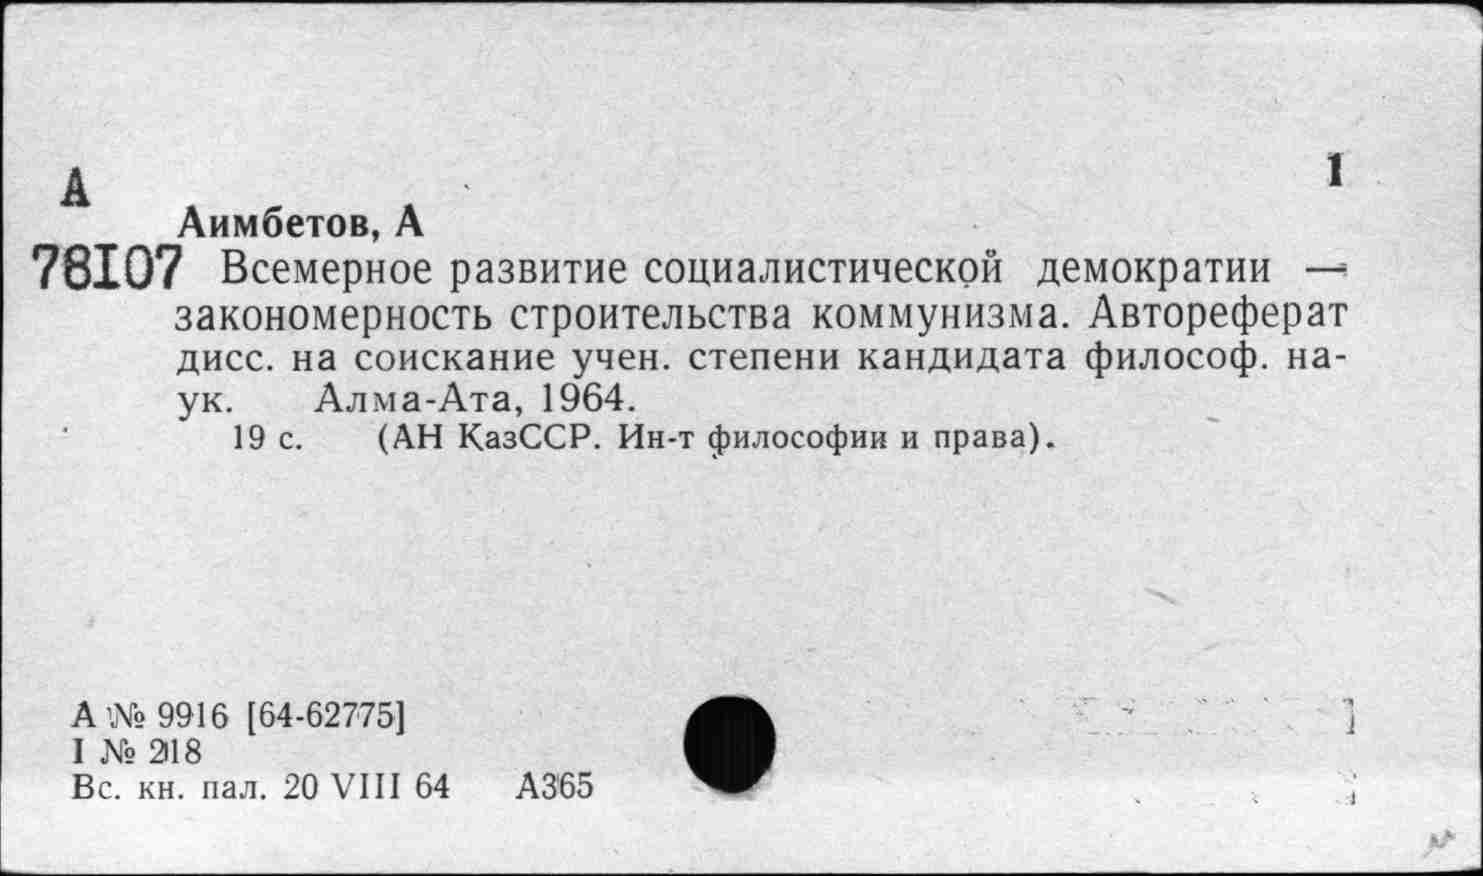 1
А
Аимбетов, А
78107 Всемерное развитие социалистической демократии —
закономерность строительства коммунизма. Автореферат
дисс. на соискание учен. степени кандидата философ. на-
ук. Алма-Ата, 1964.
19 с. (АН КазССР. Ин-т философии и права).
А № 9916 [64-62775]
I № 218
Вс. кн. пал. 20 VIII 64 А365